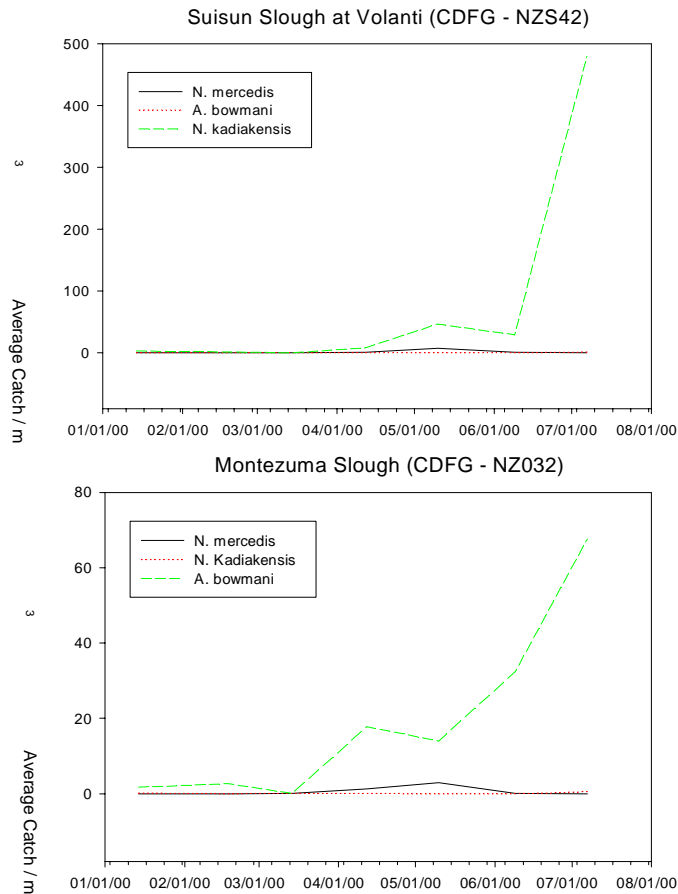 Suisun Slough at Volanti (CDFG - NZS42)
500
400
300
200
100
0
Average Catch / m
3
N. mercedis
A. bowmani
N. kadiakensis
01/01/00 02/01/00 03/01/00 04/01/00 05/01/00 06/01/00 07/01/00 08/01/00
Montezuma Slough (CDFG - NZ032)
80
60
40
20
0
Average Catch / m
3
N. mercedis
N. Kadiakensis
A. bowmani
01/01/00 02/01/00 03/01/00 04/01/00 05/01/00 06/01/00 07/01/00 08/01/00